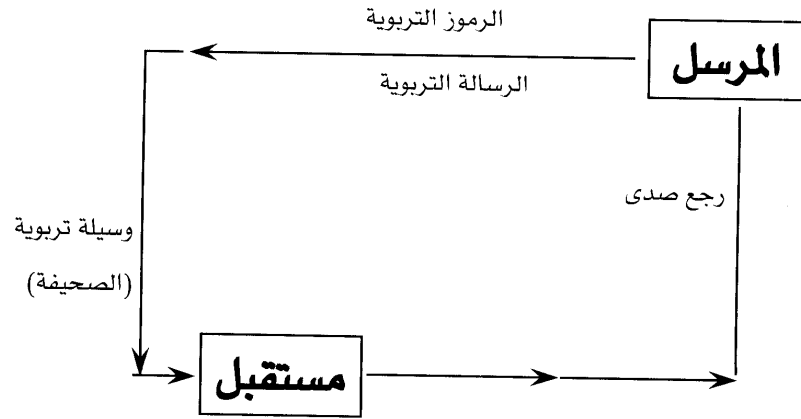 الرموز التربوية
المرسل
الرسالة التربوية
رجع صدى
وسيلة تربوية
(الصحيفة)
مستقبل